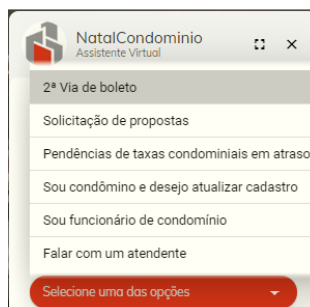 NatalCondominio
Assistente Virtual
2ª Via de boleto
Solicitação de propostas
Pendências de taxas condominiais em atraso
Sou condômino e desejo atualizar cadastro
Sou funcionário de condomínio
Falar com um atendente
Selecione uma das opções